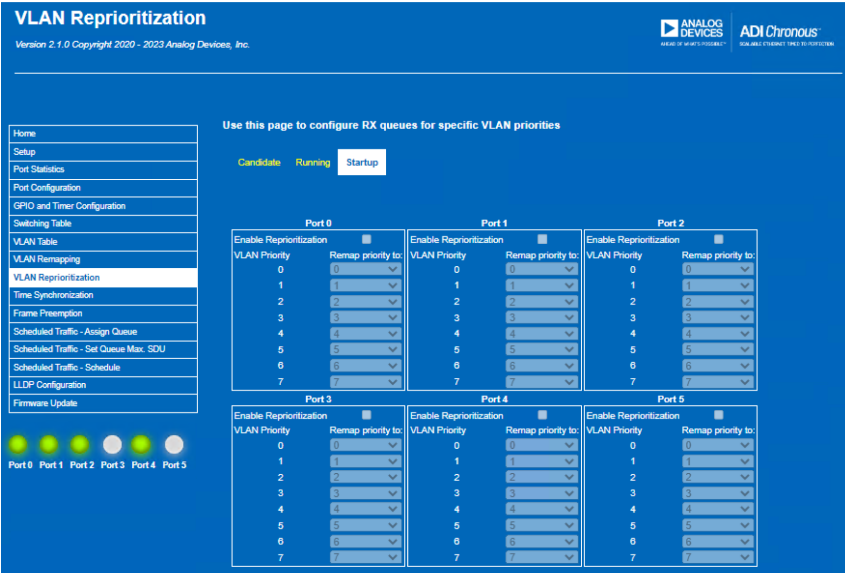 VLAN Reprioritization
Version 2.1.0 Copyright 2020 - 2023 Analog Devices, Inc.
ANALOG
DEVICES
AHEAD OF WHAT'S POSSIBLE™
ADI Chronous™
SCALABLE ETHERNET. TIMED TO PERFECTION
Home
Setup
Port Statistics
Port Configuration
GPIO and Timer Configuration
Switching Table
VLAN Table
VLAN Remapping
VLAN Reprioritization
Time Synchronization
Frame Preemption
Scheduled Traffic - Assign Queue
Scheduled Traffic - Set Queue Max. SDU
Scheduled Traffic - Schedule
LLDP Configuration
Firmware Update
Port 0 Port 1 Port 2 Port 3 Port 4 Port 5
Use this page to configure RX queues for specific VLAN priorities
Candidate Running Startup
Port 0 Port 1 Port 2
Enable Reprioritization Enable Reprioritization Enable Reprioritization
VLAN Priority Remap priority to: VLAN Priority Remap priority to: VLAN Priority Remap priority to:
0 0 0 0 0 0
1 1 1 1 1 1
2 2 2 2 2 2
3 3 3 3 3 3
4 4 4 4 4 4
5 5 5 5 5 5
6 6 6 6 6 6
7 7 7 7 7 7
Port 3 Port 4 Port 5
Enable Reprioritization Enable Reprioritization Enable Reprioritization
VLAN Priority Remap priority to: VLAN Priority Remap priority to: VLAN Priority Remap priority to:
0 0 0 0 0 0
1 1 1 1 1 1
2 2 2 2 2 2
3 3 3 3 3 3
4 4 4 4 4 4
5 5 5 5 5 5
6 6 6 6 6 6
7 7 7 7 7 7